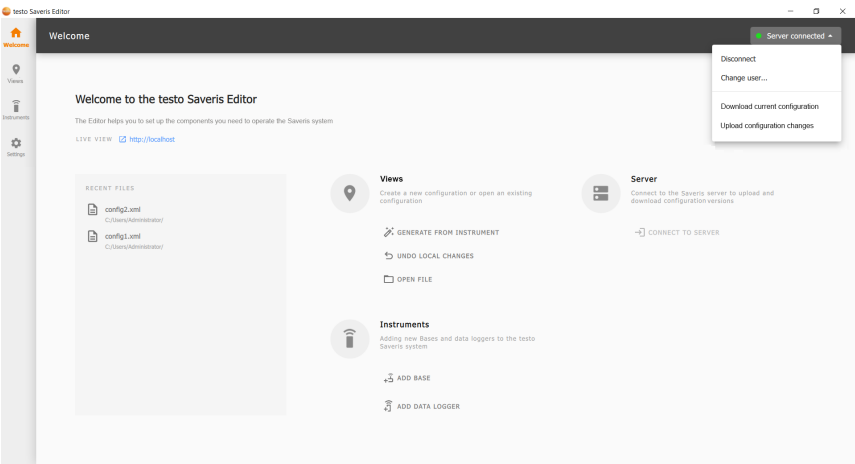 testo Saveris Editor
Welcome
Welcome
Server connected
Views
Instruments
Settings
Disconnect
Change user...
Download current configuration
Upload configuration changes
Welcome to the testo Saveris Editor
The Editor helps you to set up the components you need to operate the Saveris system
LIVE VIEW http://localhost
RECENT FILES
config2.xml
C:/Users/Administrator/
config1.xml
C:/Users/Administrator/
Views
Create a new configuration or open an existing
configuration
GENERATE FROM INSTRUMENT
UNDO LOCAL CHANGES
OPEN FILE
Instruments
Adding new Bases and data loggers to the testo
Saveris system
ADD BASE
ADD DATA LOGGER
Server
Connect to the Saveris server to upload and
download configuration versions
CONNECT TO SERVER